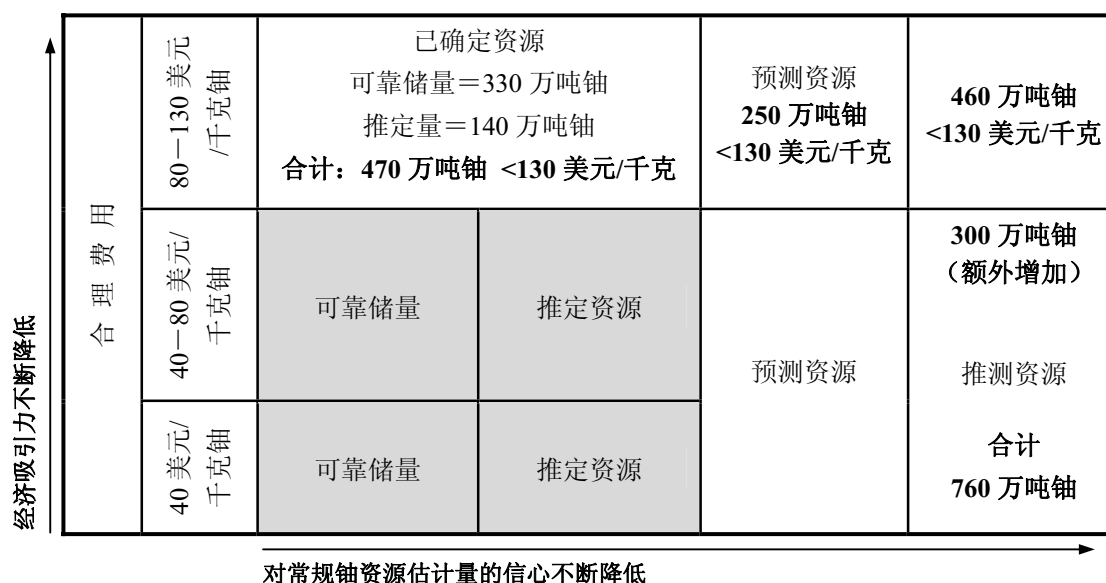 经济吸引力不断降低
合理费用
80－130 美元
/千克铀
已确定资源
可靠储量＝330 万吨铀
推定量＝140 万吨铀
合计：470 万吨铀 <130 美元/千克
预测资源
250 万吨铀
<130 美元/千克
460 万吨铀
<130 美元/千克
40－80 美元/
千克铀
可靠储量
推定资源
预测资源
300 万吨铀
（额外增加）
推测资源
合计
760 万吨铀
40 美元/
千克铀
可靠储量
推定资源
对常规铀资源估计量的信心不断降低